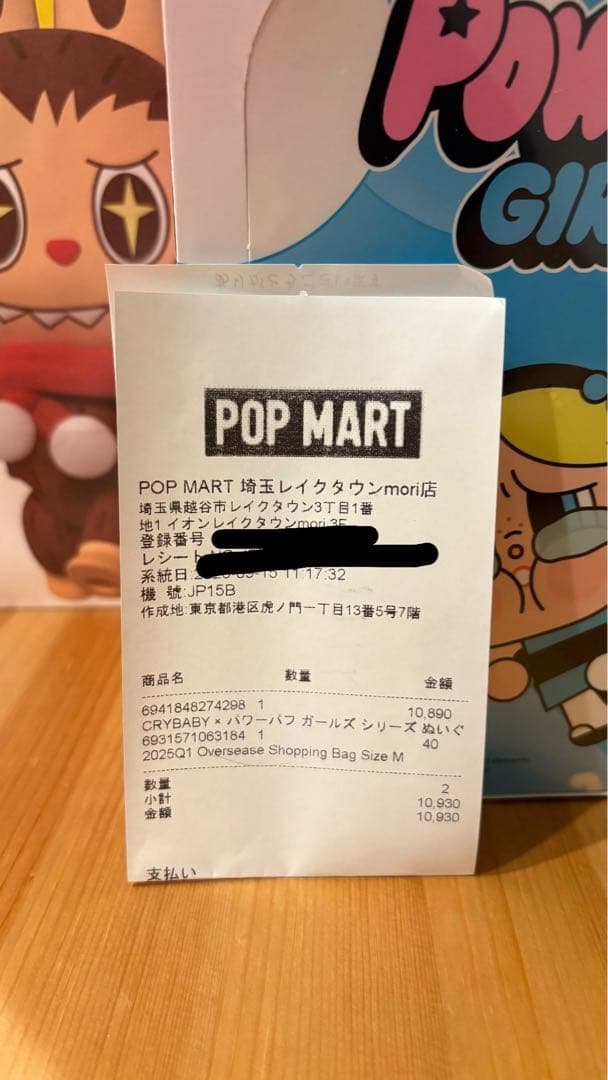 POW
GIR
POP MART
POP MART 埼玉レイクタウンmori店
埼玉県越谷市レイクタウン3丁目1番
地1 イオンレイクタウンmori 3F
登録番号
レシート
系統日: 11:17:32
機 號:JP15B
作成地:東京都港区虎ノ門一丁目13番5号7階
商品名 数量 金額
6941848274298 1 10,890
CRYBABY × パワーパフ ガールズ シリーズ ぬいぐ
6931571063184 1 40
2025Q1 Oversease Shopping Bag Size M
数量 2
小計 10,930
金額 10,930
支払い